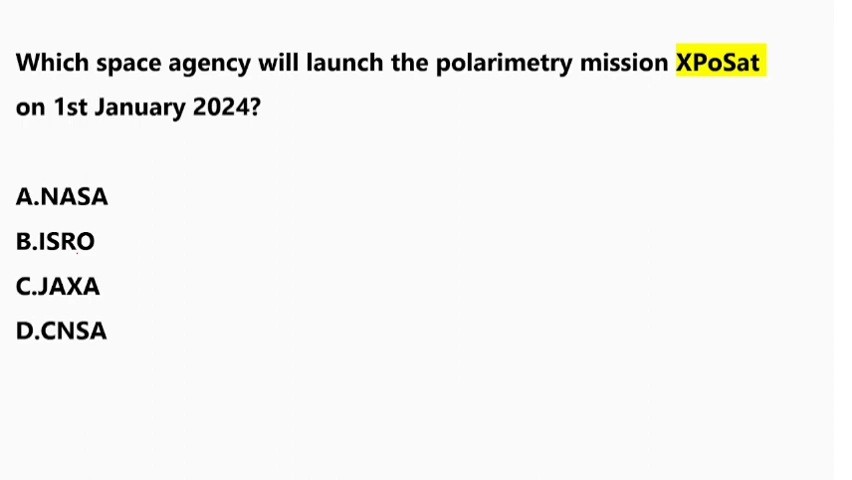 Which space agency will launch the polarimetry mission XPoSat
on 1st January 2024?
A.NASA
B.ISRO
C.JAXA
D.CNSA